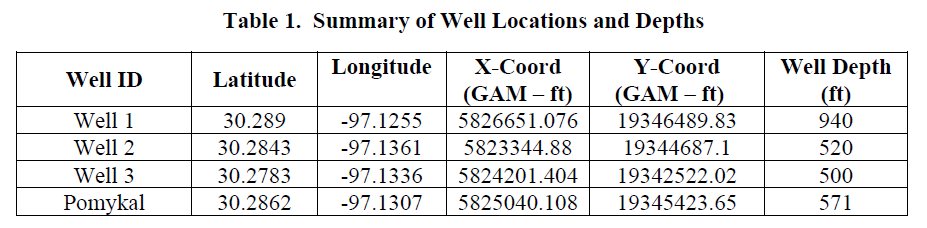 Table 1.  Summary of Well Locations and Depths
Well ID Latitude Longitude X-Coord (GAM – ft) Y-Coord (GAM – ft) Well Depth (ft)
Well 1 30.289 -97.1255 5826651.076 19346489.83 940
Well 2 30.2843 -97.1361 5823344.88 19344687.1 520
Well 3 30.2783 -97.1336 5824201.404 19342522.02 500
Pomykal 30.2862 -97.1307 5825040.108 19345423.65 571